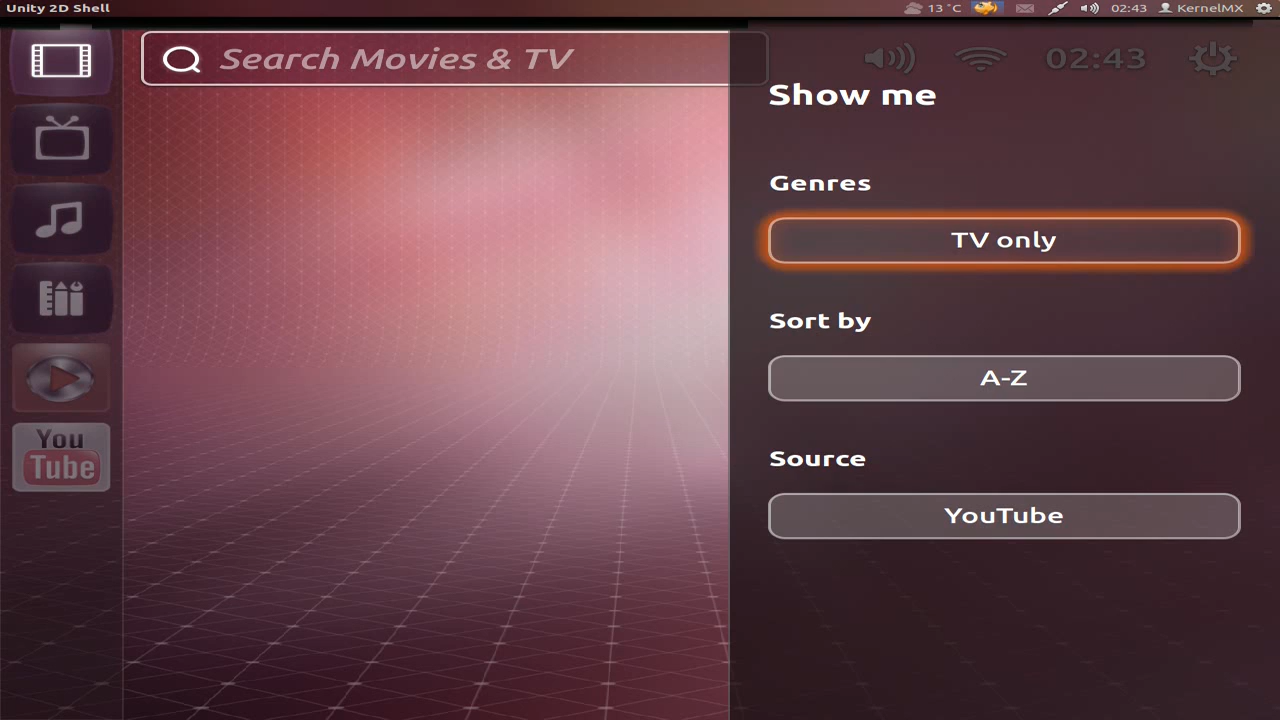 Unity 2D Shell
13 °C
02:43
KernelMX
Search Movies & TV
02:43
Show me
Genres
TV only
Sort by
A-Z
Source
YouTube
You
Tube